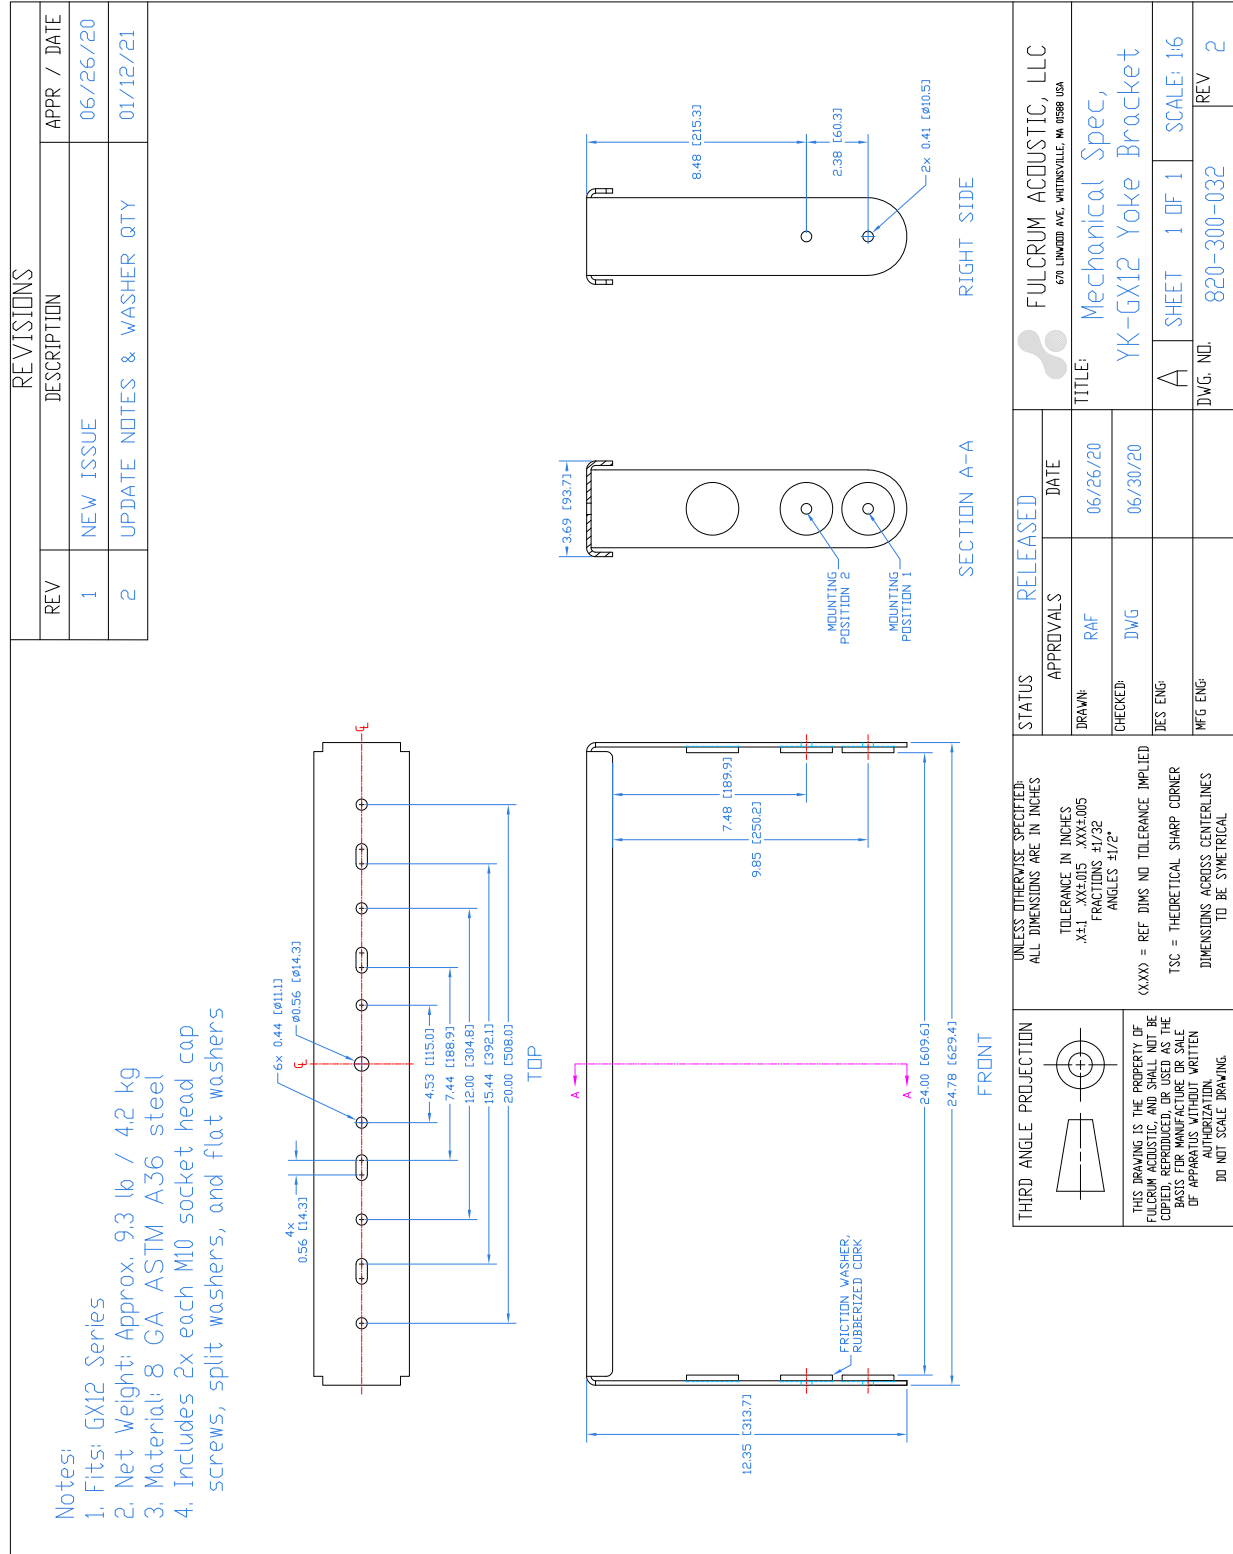 REVISIONS
REV DESCRIPTION APPR / DATE
1 NEW ISSUE 06/26/20
2 UPDATE NOTES & WASHER QTY 01/12/21
Notes:
1. Fits: GX12 Series
2. Net Weight: Approx. 9.3 lb / 4.2 kg
3. Material: 8 GA ASTM A36 steel
4. Includes 2x each M10 socket head cap
screws, split washers, and flat washers
4x
0.56 [14.3]
6x 0.44 [Ø11.1]
Ø0.56 [Ø14.3]
CL
CL
4.53 [115.0]
7.44 [188.9]
12.00 [304.8]
15.44 [392.1]
20.00 [508.0]
TOP
12.35 [313.7]
FRICTION WASHER,
RUBBERIZED CORK
A
A
7.48 [189.9]
9.85 [250.2]
24.00 [609.6]
24.78 [629.4]
FRONT
3.69 [93.7]
MOUNTING
POSITION 2
MOUNTING
POSITION 1
SECTION A-A
8.48 [215.3]
2.38 [60.3]
2x 0.41 [Ø10.5]
RIGHT SIDE
THIRD ANGLE PROJECTION
THIS DRAWING IS THE PROPERTY OF
FULCRUM ACOUSTIC, AND SHALL NOT BE
COPIED, REPRODUCED, OR USED AS THE
BASIS FOR MANUFACTURE OR SALE
OF APPARATUS WITHOUT WRITTEN
AUTHORIZATION.
DO NOT SCALE DRAWING.
UNLESS OTHERWISE SPECIFIED:
ALL DIMENSIONS ARE IN INCHES
TOLERANCE IN INCHES
.X±.1 .XX±.015 .XXX±.005
FRACTIONS ±1/32
ANGLES ±1/2°
(X.XX) = REF DIMS NO TOLERANCE IMPLIED
TSC = THEORETICAL SHARP CORNER
DIMENSIONS ACROSS CENTERLINES
TO BE SYMETRICAL
STATUS RELEASED
APPROVALS DATE
DRAWN: RAF 06/26/20
CHECKED: DWG 06/30/20
DES ENG:
MFG ENG:
FULCRUM ACOUSTIC, LLC
670 LINWOOD AVE, WHITINSVILLE, MA 01588 USA
TITLE: Mechanical Spec,
YK-GX12 Yoke Bracket
A SHEET 1 OF 1 SCALE: 1:6
DWG. NO. 820-300-032 REV 2